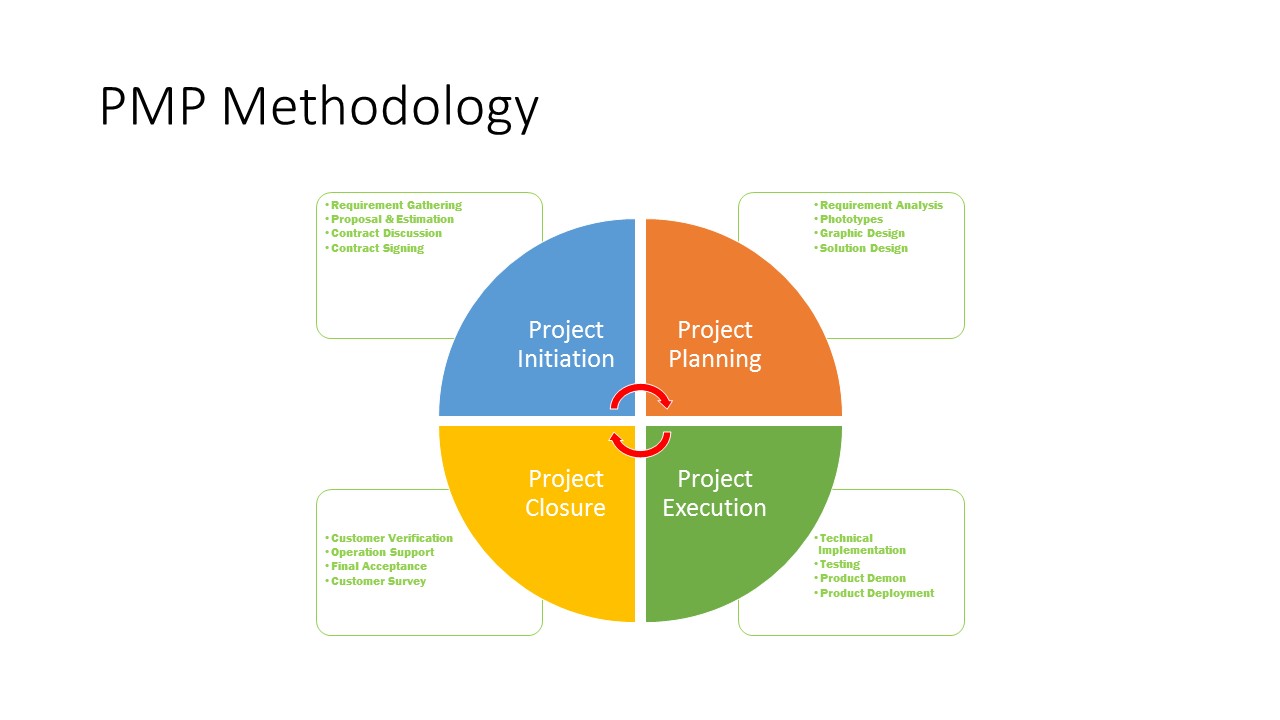 PMP Methodology
•Requirement Gathering
•Proposal & Estimation
•Contract Discussion
•Contract Signing
•Requirement Analysis
•Phototypes
•Graphic Design
•Solution Design
Project
Initiation
Project
Planning
Project
Closure
Project
Execution
•Customer Verification
•Operation Support
•Final Acceptance
•Customer Survey
•Technical
Implementation
•Testing
•Product Demon
•Product Deployment